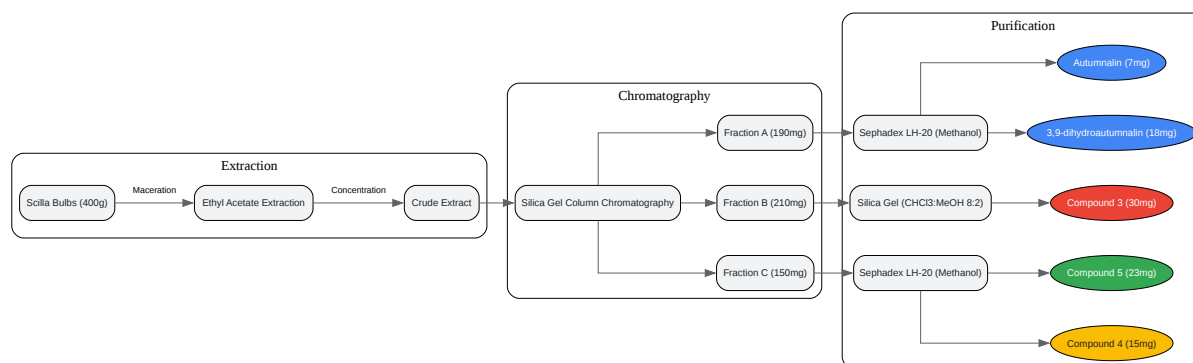 Purification
Autumnalin (7mg)
Chromatography
Fraction A (190mg)
Sephadex LH-20 (Methanol)
3,9-dihydroautumnalin (18mg)
Extraction
Scilla Bulbs (400g)
Maceration
Ethyl Acetate Extraction
Concentration
Crude Extract
Silica Gel Column Chromatography
Fraction B (210mg)
Silica Gel (CHCl3:MeOH 8:2)
Compound 3 (30mg)
Fraction C (150mg)
Sephadex LH-20 (Methanol)
Compound 5 (23mg)
Compound 4 (15mg)